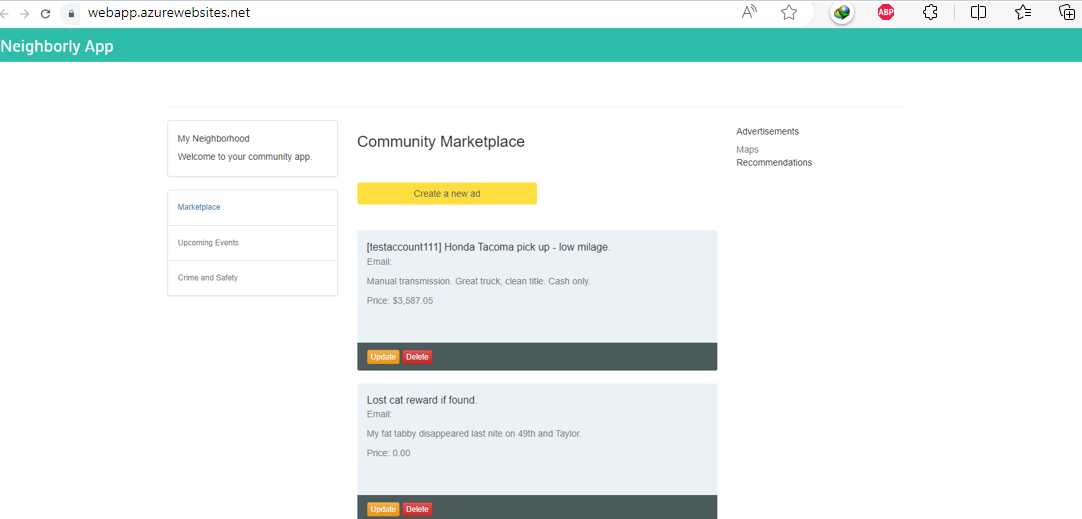 webapp.azurewebsites.net
A
ABP
Neighborly App
My Neighborhood
Welcome to your community app.
Marketplace
Upcoming Events
Crime and Safety
Community Marketplace
Create a new ad
[testaccount111] Honda Tacoma pick up - low milage.
Email:
Manual transmission. Great truck, clean title. Cash only.
Price: $3,587.05
Update Delete
Lost cat reward if found.
Email:
My fat tabby disappeared last nite on 49th and Taylor.
Price: 0.00
Update Delete
Advertisements
Maps
Recommendations